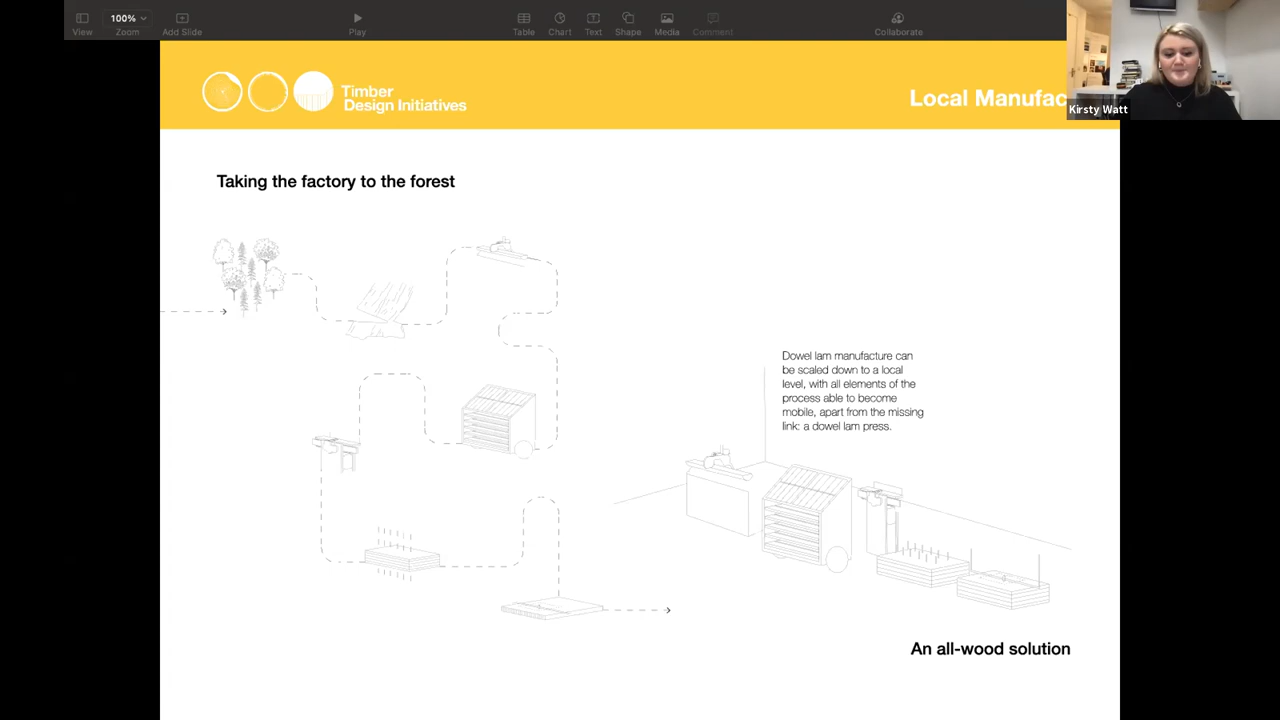 100%
View
Zoom
Add Slide
Play
Table
Chart
Text
Shape
Media
Comment
Collaborate
Kirsty Watt
Timber
Design Initiatives
Local Manufac
Taking the factory to the forest
Dowel lam manufacture can
be scaled down to a local
level, with all elements of the
process able to become
mobile, apart from the missing
link: a dowel lam press.
An all-wood solution